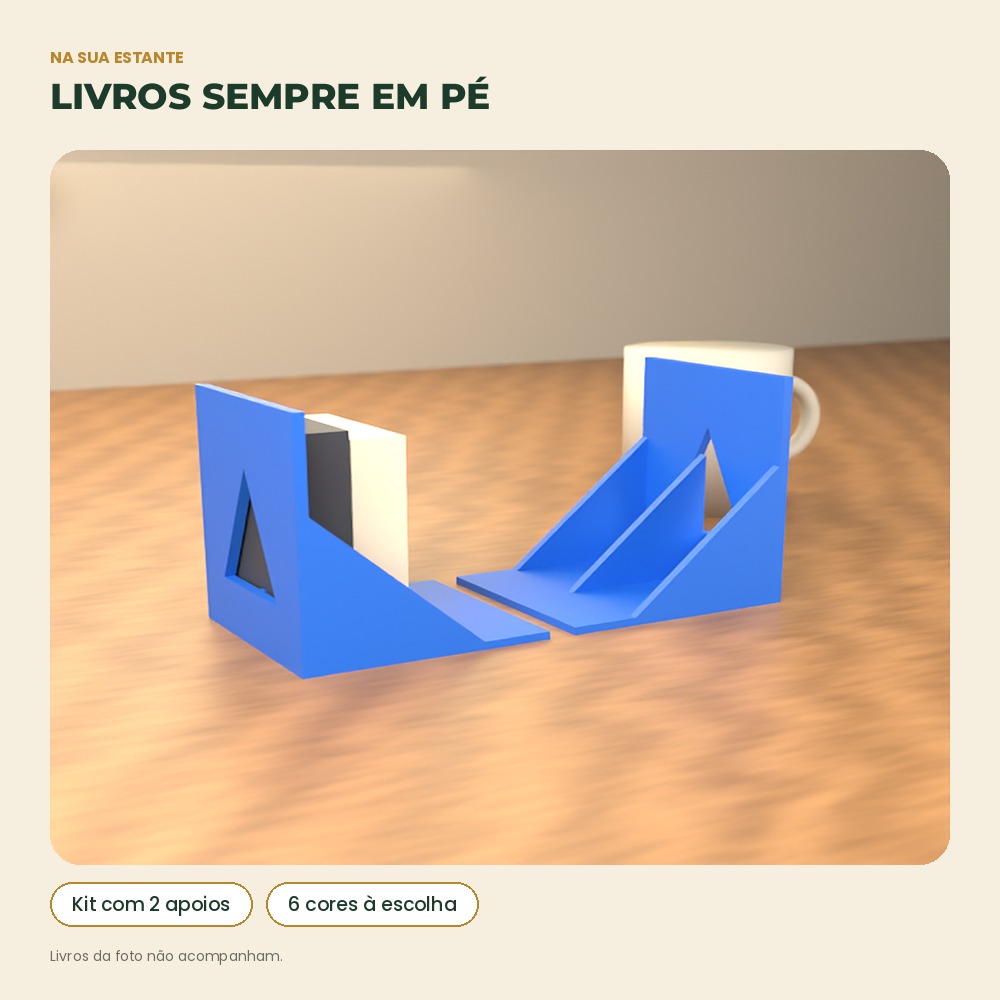 NA SUA ESTANTE
LIVROS SEMPRE EM PÉ
Kit com 2 apoios
6 cores à escolha
Livros da foto não acompanham.